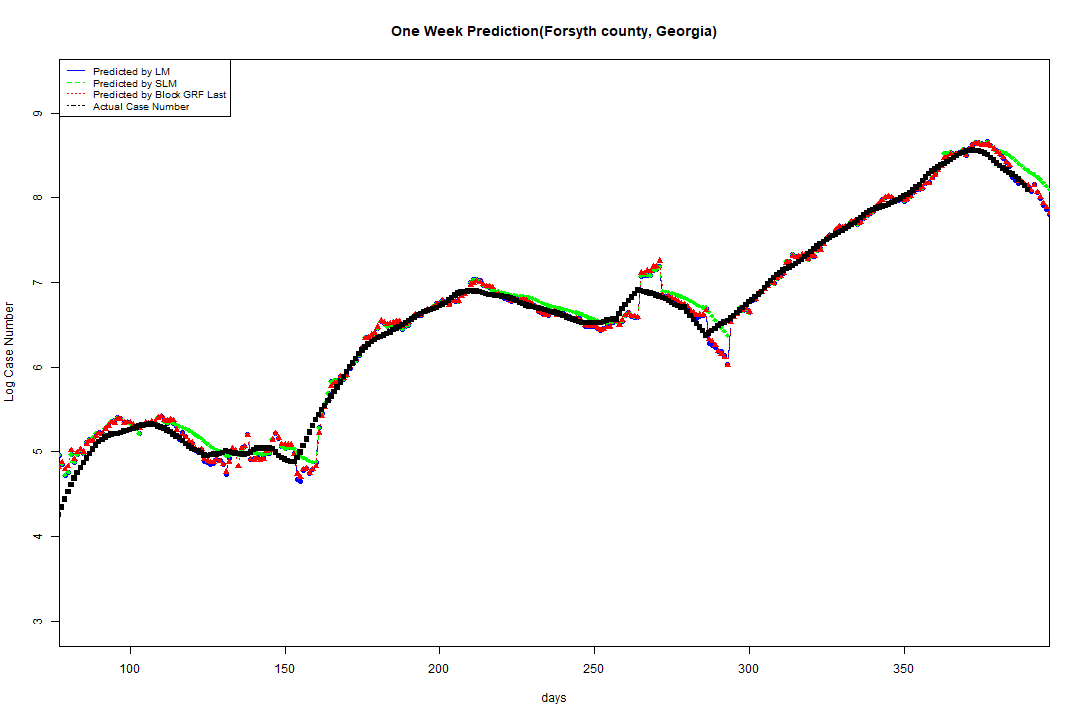 One Week Prediction(Forsyth county, Georgia)
Predicted by LM
Predicted by SLM
Predicted by Block GRF Last
Actual Case Number
Log Case Number
9
8
7
6
5
4
3
100 150 200 250 300 350
days